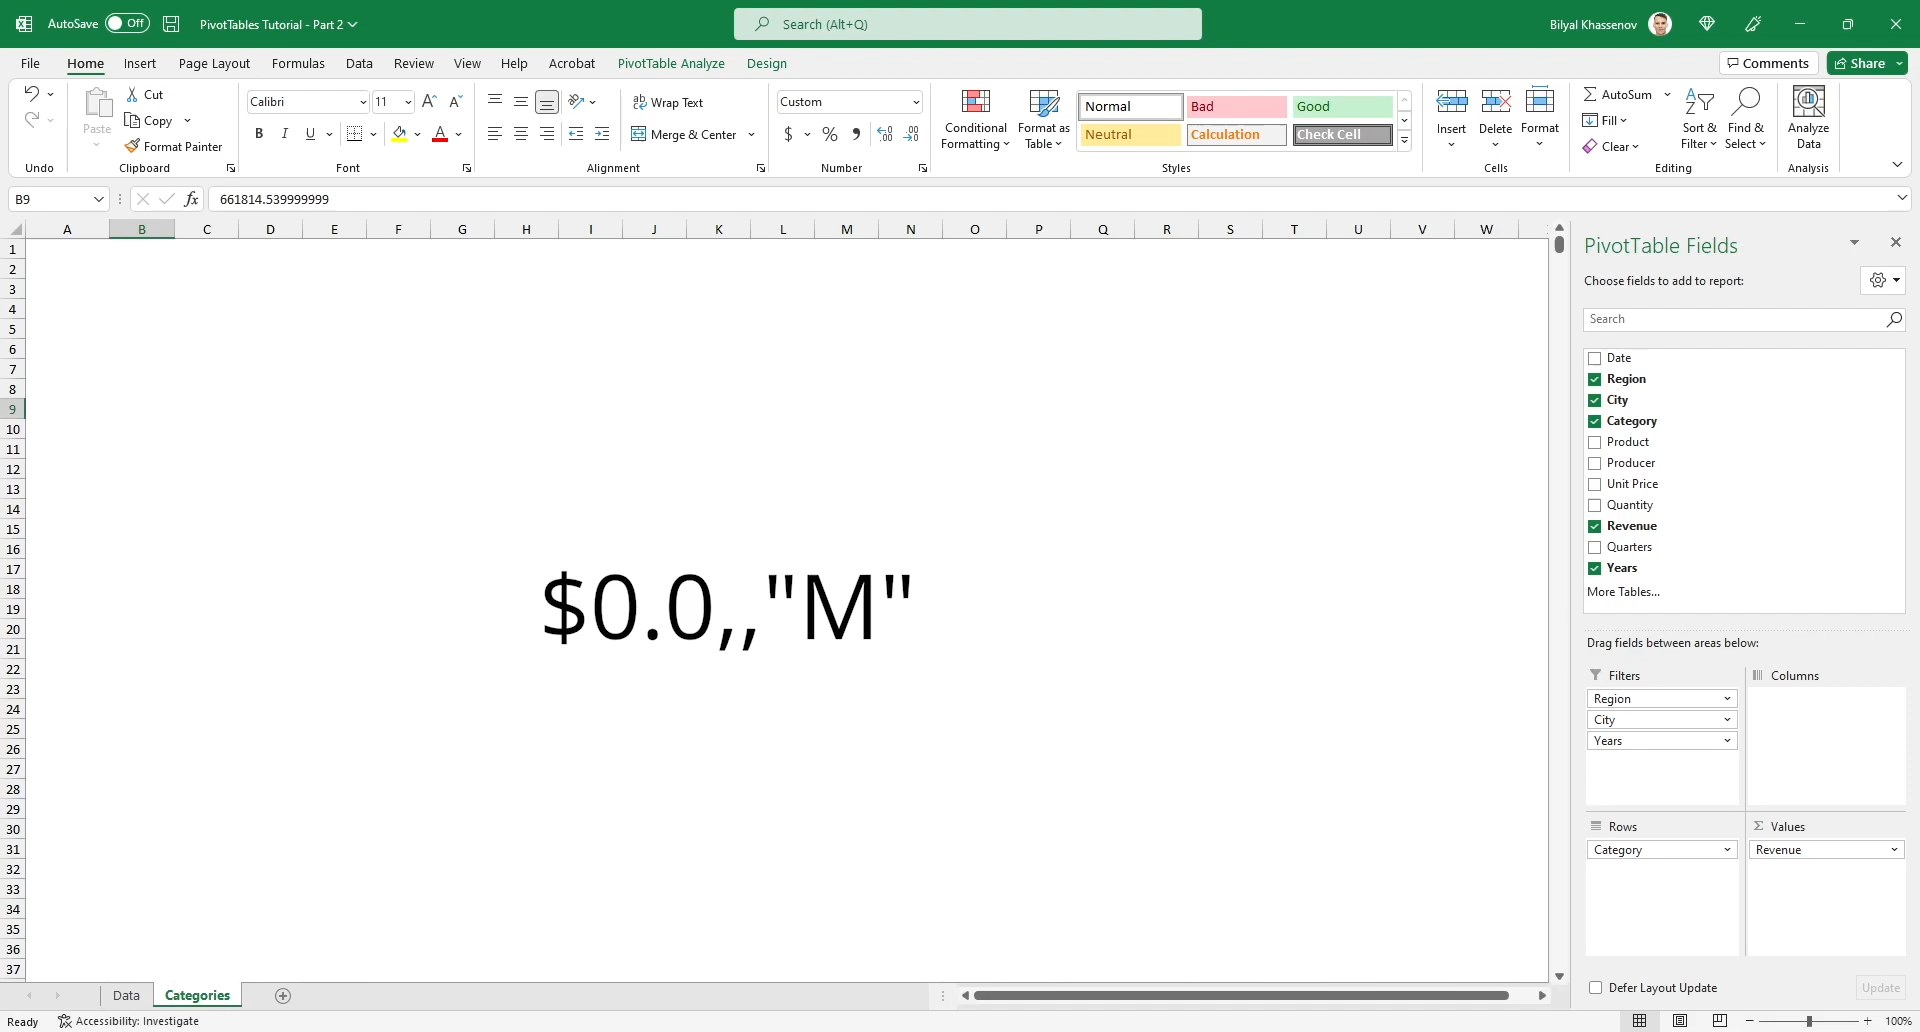 AutoSave Off PivotTables Tutorial - Part 2 Search (Alt+Q) Bilyal Khassenov
File Home Insert Page Layout Formulas Data Review View Help Acrobat PivotTable Analyze Design Comments Share
Paste Cut Copy Format Painter
Calibri 11 B I U A
ab Wrap Text Merge & Center
Custom $ % 9
Conditional Formatting Format as Table
Normal Bad Good
Neutral Calculation Check Cell
Insert Delete Format
AutoSum Fill Clear Sort & Filter Find & Select
Analyze Data
Undo Clipboard Font Alignment Number Styles Cells Editing Analysis
B9 fx 661814.539999999
A B C D E F G H I J K L M N O P Q R S T U V W
1
2
3
4
5
6
7
8
9
10
11
12
13
14
15
16
17
18
19
20
21
22
23
24
25
26
27
28
29
30
31
32
33
34
35
36
37
$0.0,,"M"
PivotTable Fields
Choose fields to add to report:
Search
Date
Region
City
Category
Product
Producer
Unit Price
Quantity
Revenue
Quarters
Years
More Tables...
Drag fields between areas below:
Filters Columns
Region
City
Years
Rows Σ Values
Category Revenue
Defer Layout Update Update
Data Categories
Ready Accessibility: Investigate 100%